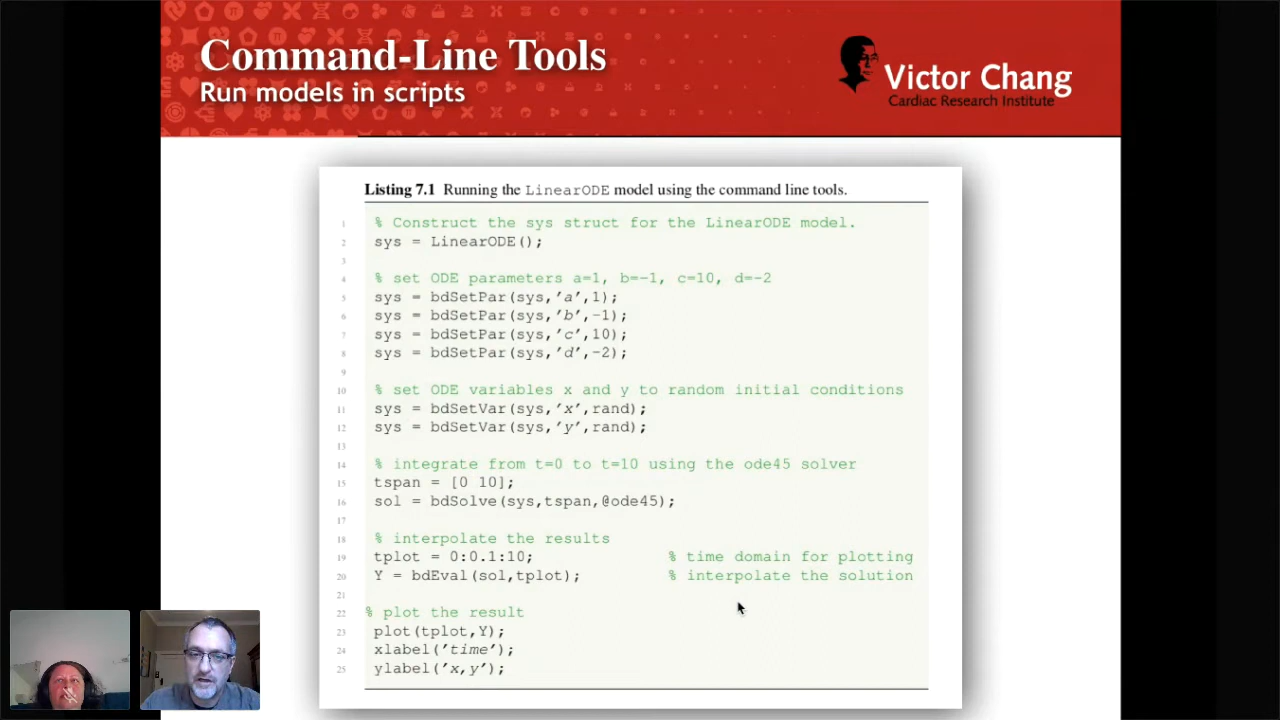 Command-Line Tools
Run models in scripts
Victor Chang
Cardiac Research Institute
Listing 7.1 Running the LinearODE model using the command line tools.
1 % Construct the sys struct for the LinearODE model.
2 sys = LinearODE();
3
4 % set ODE parameters a=1, b=-1, c=10, d=-2
5 sys = bdSetPar(sys,'a',1);
6 sys = bdSetPar(sys,'b',-1);
7 sys = bdSetPar(sys,'c',10);
8 sys = bdSetPar(sys,'d',-2);
9
10 % set ODE variables x and y to random initial conditions
11 sys = bdSetVar(sys,'x',rand);
12 sys = bdSetVar(sys,'y',rand);
13
14 % integrate from t=0 to t=10 using the ode45 solver
15 tspan = [0 10];
16 sol = bdSolve(sys,tspan,@ode45);
17
18 % interpolate the results
19 tplot = 0:0.1:10; % time domain for plotting
20 Y = bdEval(sol,tplot); % interpolate the solution
21
22 % plot the result
23 plot(tplot,Y);
24 xlabel('time');
25 ylabel('x,y');